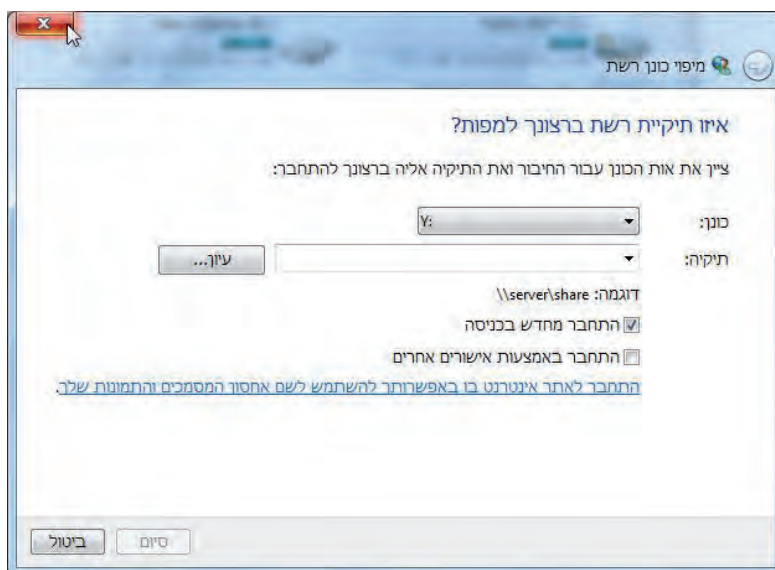 מיפוי כונן רשת
איזו תיקיית רשת ברצונך למפות?
ציין את אות הכונן עבור החיבור ואת התיקיה אליה ברצונך להתחבר:
כונן: Y:
תיקיה: עיון...
דוגמה: \\server\share
התחבר מחדש בכניסה
התחבר באמצעות אישורים אחרים
התחבר לאתר אינטרנט בו באפשרותך להשתמש לשם אחסון המסמכים והתמונות שלך.
סיום ביטול